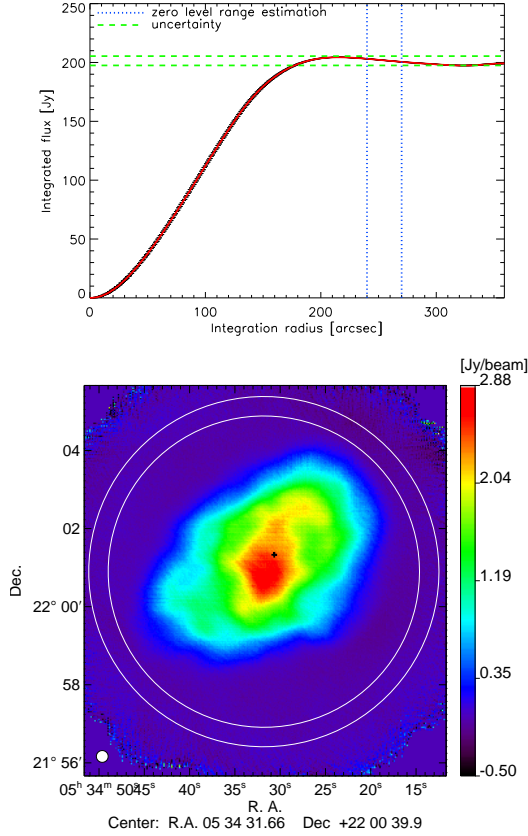 zero level range estimation
uncertainty
250
200
150
100
50
0
Integrated flux [Jy]
0 100 200 300
Integration radius [arcsec]
[Jy/beam]
2.88
2.04
1.19
0.35
-0.50
04
02
22° 00'
58
21° 56'
Dec.
05h 34m 50s 45s 40s 35s 30s 25s 20s 15s
R. A.
Center: R.A. 05 34 31.66 Dec +22 00 39.9